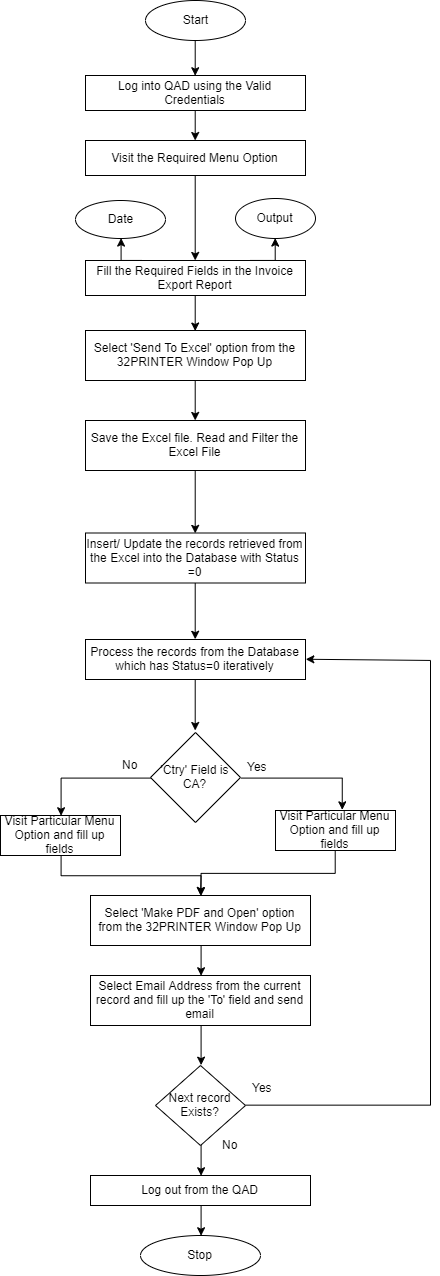 Start
Log into QAD using the Valid
Credentials
Visit the Required Menu Option
Date
Output
Fill the Required Fields in the Invoice
Export Report
Select 'Send To Excel' option from the
32PRINTER Window Pop Up
Save the Excel file. Read and Filter the
Excel File
Insert/ Update the records retrieved from
the Excel into the Database with Status
=0
Process the records from the Database
which has Status=0 iteratively
No
'Ctry' Field is
CA?
Yes
Visit Particular Menu
Option and fill up
fields
Visit Particular Menu
Option and fill up
fields
Select 'Make PDF and Open' option
from the 32PRINTER Window Pop Up
Select Email Address from the current
record and fill up the 'To' field and send
email
Next record
Exists?
Yes
No
Log out from the QAD
Stop